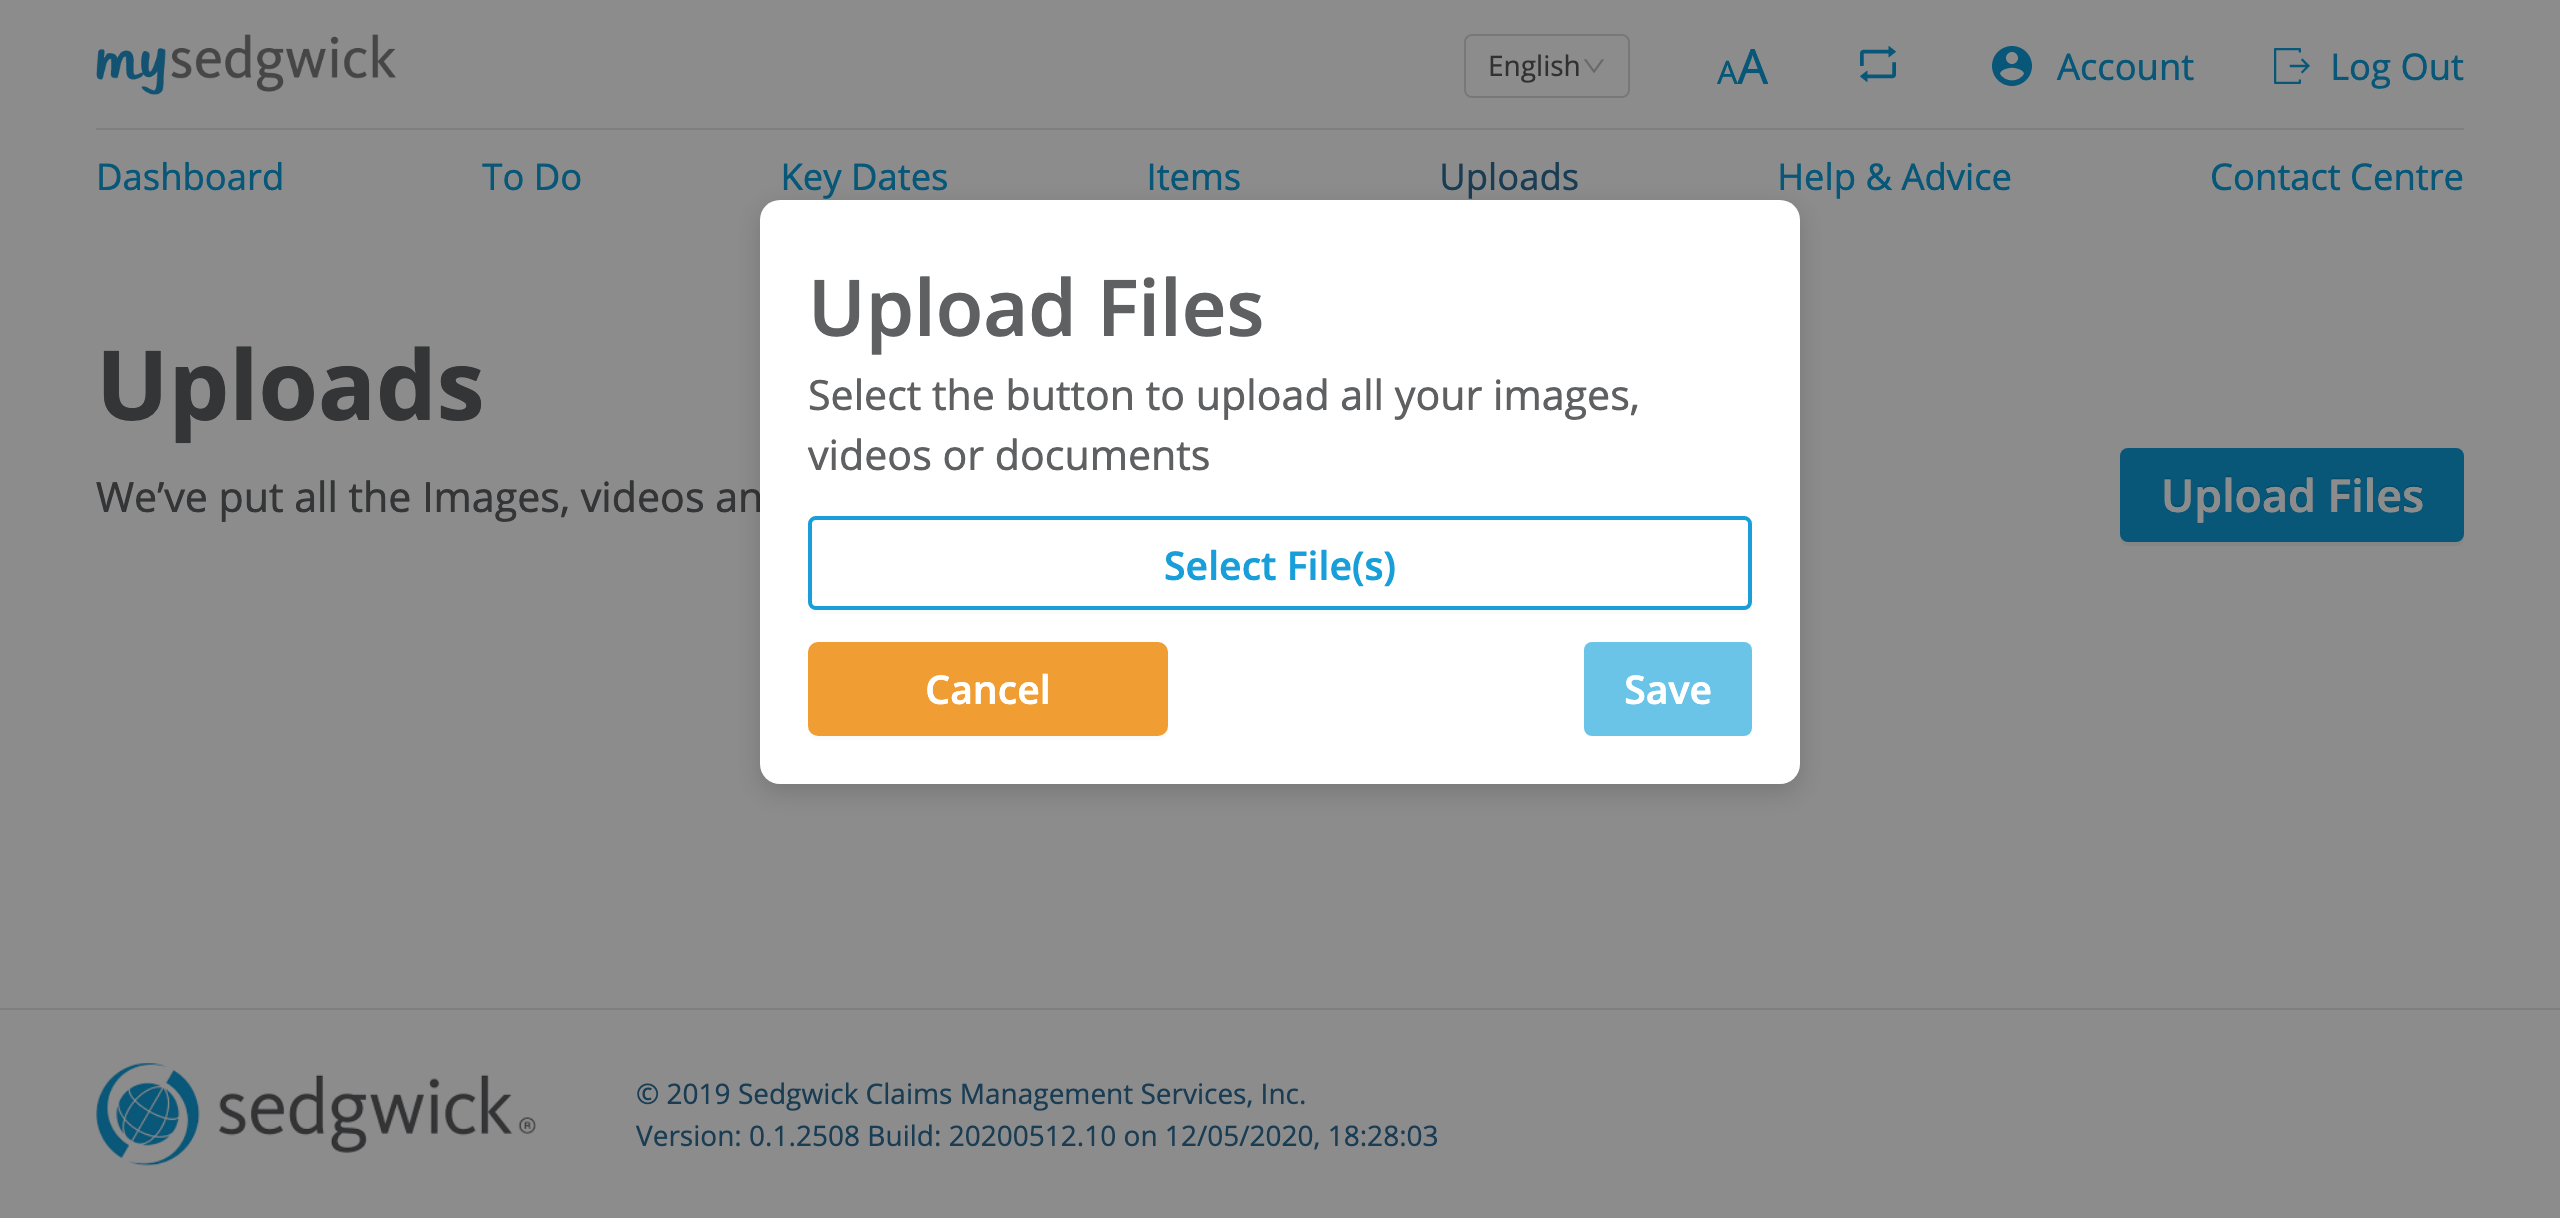 mysedgwick
English
AA
Account
Log Out
Dashboard
To Do
Key Dates
Items
Uploads
Help & Advice
Contact Centre
Uploads
We've put all the Images, videos an
Upload Files
Upload Files
Select the button to upload all your images,
videos or documents
Select File(s)
Cancel
Save
sedgwick®
© 2019 Sedgwick Claims Management Services, Inc.
Version: 0.1.2508 Build: 20200512.10 on 12/05/2020, 18:28:03